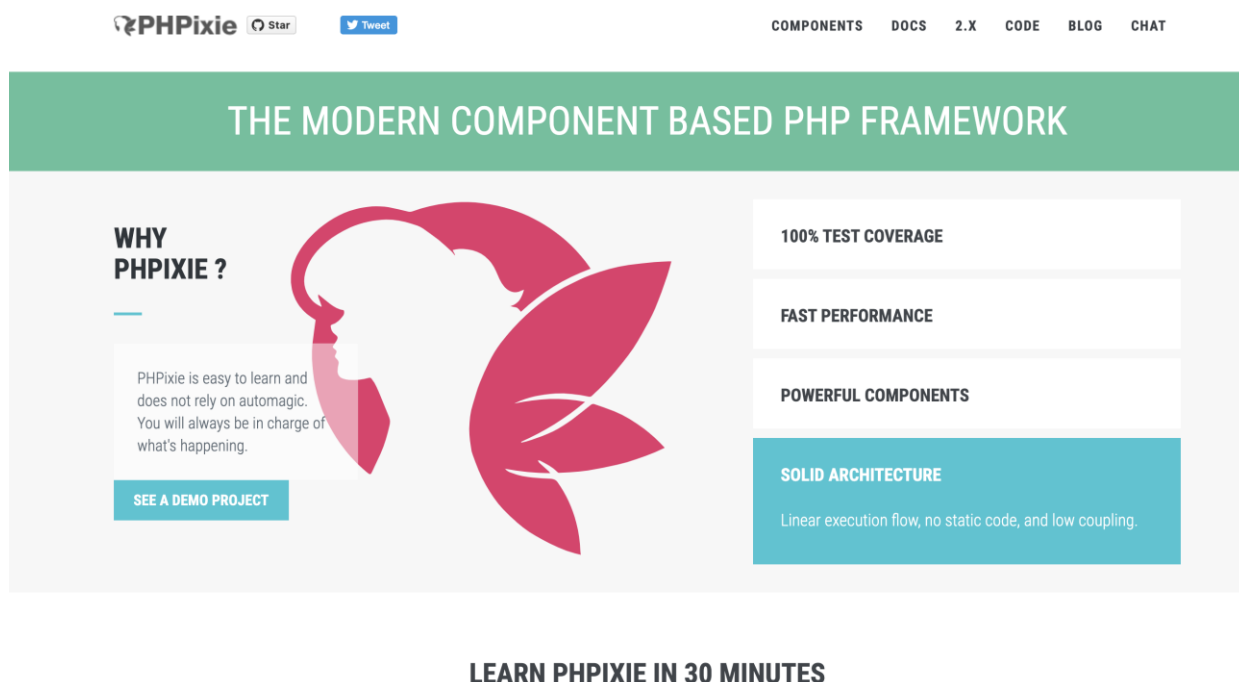 PHPixie Star Tweet COMPONENTS DOCS 2.X CODE BLOG CHAT
THE MODERN COMPONENT BASED PHP FRAMEWORK
WHY
PHPIXIE ?
PHPixie is easy to learn and
does not rely on automagic.
You will always be in charge of
what's happening.
SEE A DEMO PROJECT
100% TEST COVERAGE
FAST PERFORMANCE
POWERFUL COMPONENTS
SOLID ARCHITECTURE
Linear execution flow, no static code, and low coupling.
LEARN PHPIXIE IN 30 MINUTES